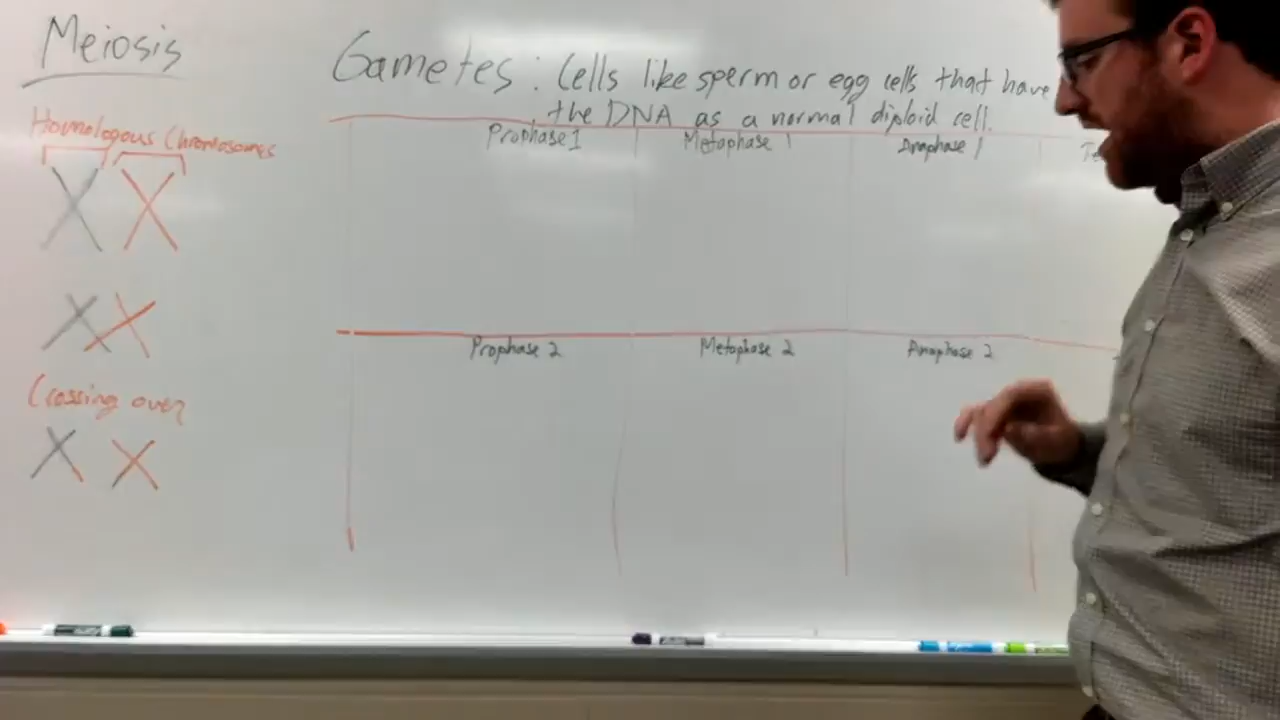 Meiosis
Gametes: Cells like sperm or egg cells that have
the DNA as a normal diploid cell.
Homologous Chromosomes
Prophase 1
Metaphase 1
Anaphase 1
Prophase 2
Metaphase 2
Anaphase 2
Crossing over